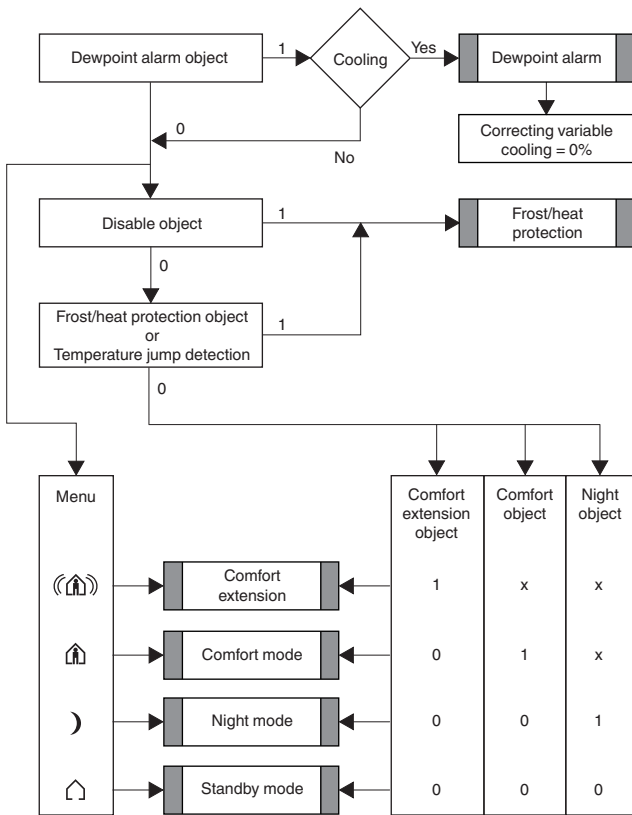 Dewpoint alarm object
1
Cooling
Yes
Dewpoint alarm
0
No
Correcting variable
cooling = 0%
Disable object
1
Frost/heat
protection
0
Frost/heat protection object
or
Temperature jump detection
1
0
Menu
Comfort
extension
object
Comfort
object
Night
object
Comfort
extension
1 x x
Comfort mode
0 1 x
Night mode
0 0 1
Standby mode
0 0 0